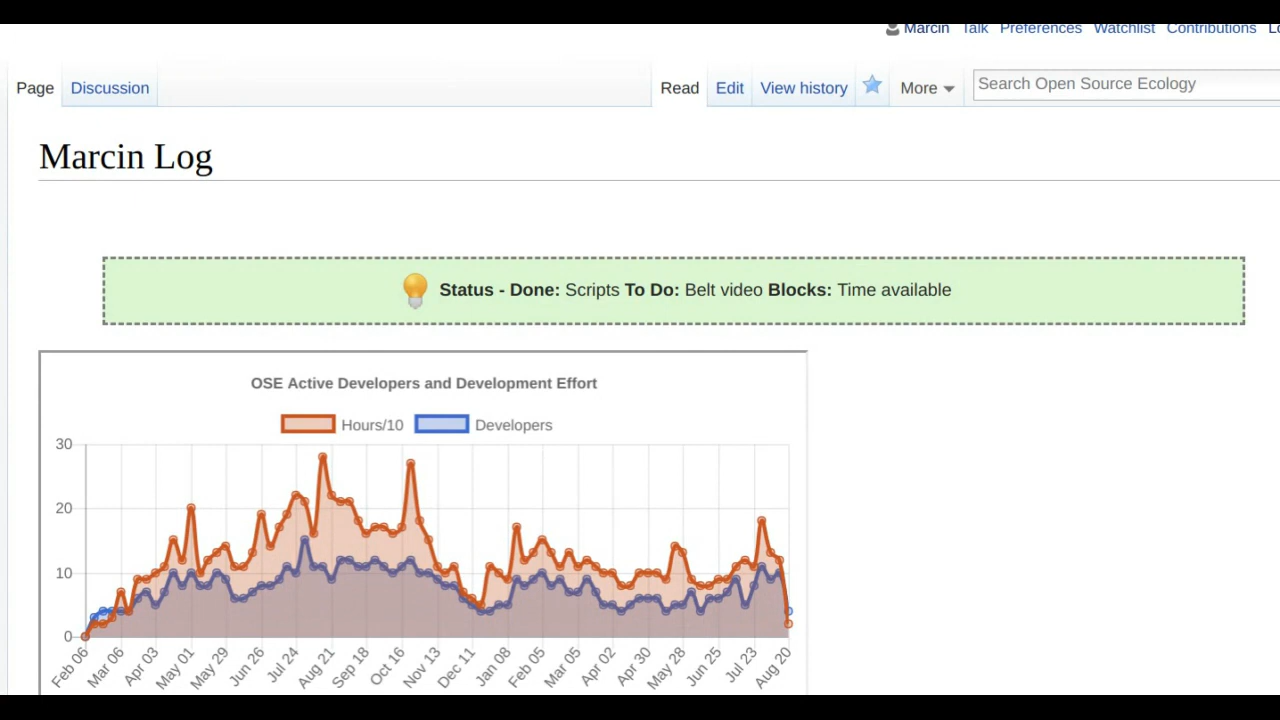 Marcin Talk Preferences Watchlist Contributions
Page Discussion Read Edit View history More Search Open Source Ecology
Marcin Log
Status - Done: Scripts To Do: Belt video Blocks: Time available
OSE Active Developers and Development Effort
Hours/10 Developers
30
20
10
0
Feb 06 Mar 06 Apr 03 May 01 May 29 Jun 26 Jul 24 Aug 21 Sep 18 Oct 16 Nov 13 Dec 11 Jan 08 Feb 05 Mar 05 Apr 02 Apr 30 May 28 Jun 25 Jul 23 Aug 20